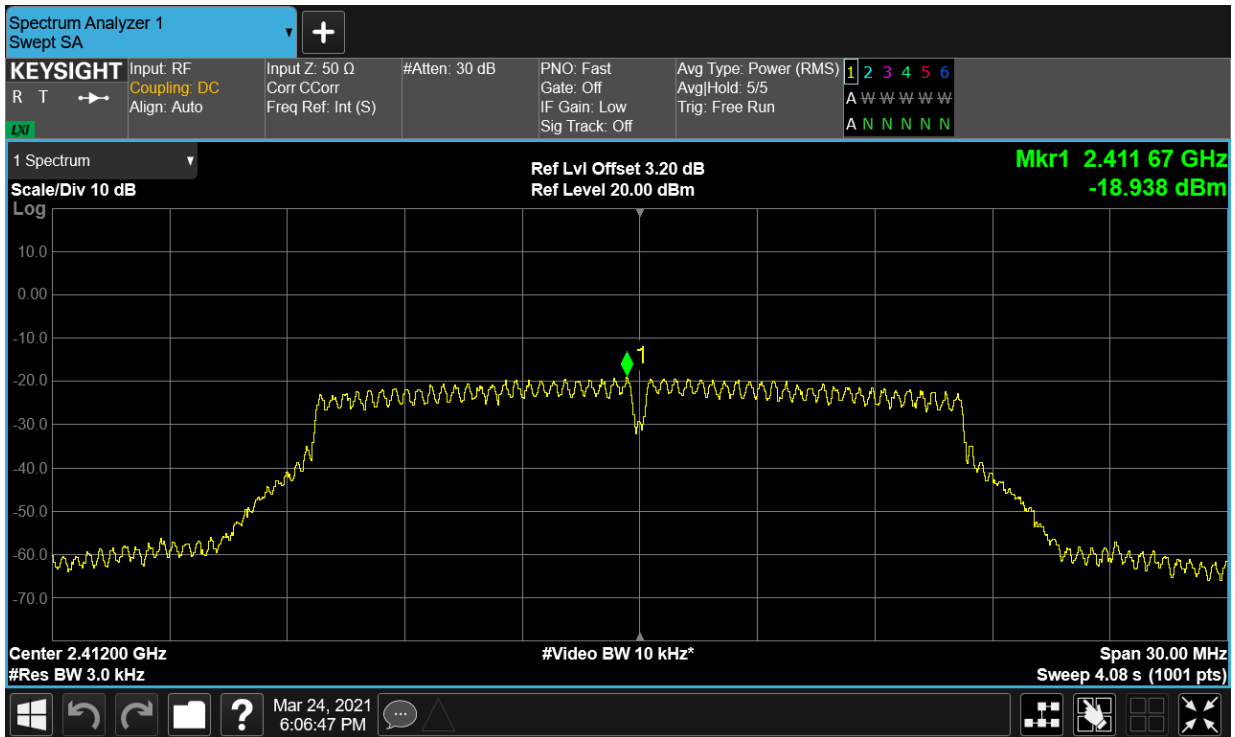 Spectrum Analyzer 1
Swept SA
+
KEYSIGHT
R T
LXI
Input: RF
Coupling: DC
Align: Auto
Input Z: 50 Ω
Corr CCorr
Freq Ref: Int (S)
#Atten: 30 dB
PNO: Fast
Gate: Off
IF Gain: Low
Sig Track: Off
Avg Type: Power (RMS)
Avg|Hold: 5/5
Trig: Free Run
1 2 3 4 5 6
A W W W W W
A N N N N N
1 Spectrum
Scale/Div 10 dB
Log
Ref Lvl Offset 3.20 dB
Ref Level 20.00 dBm
Mkr1 2.411 67 GHz
-18.938 dBm
10.0
0.00
-10.0
-20.0
-30.0
-40.0
-50.0
-60.0
-70.0
1
Center 2.41200 GHz
#Res BW 3.0 kHz
#Video BW 10 kHz*
Span 30.00 MHz
Sweep 4.08 s (1001 pts)
?
Mar 24, 2021
6:06:47 PM